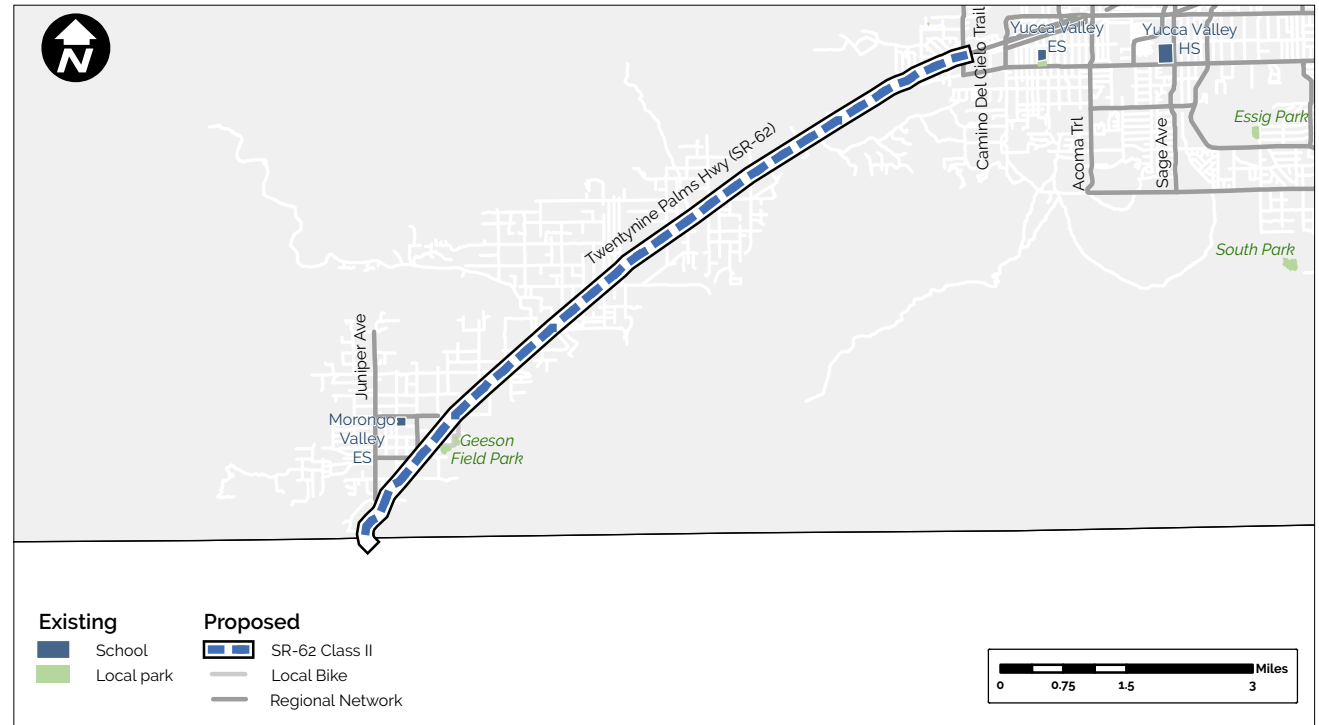 N
Yucca Valley
ES
Yucca Valley
HS
Camino Del Cielo Trail
Essig Park
Acoma Trl
Sage Ave
Twentynine Palms Hwy (SR-62)
South Park
Juniper Ave
Morongo
Valley
ES
Geeson
Field Park
Existing
School
Local park
Proposed
SR-62 Class II
Local Bike
Regional Network
Miles
0 0.75 1.5 3